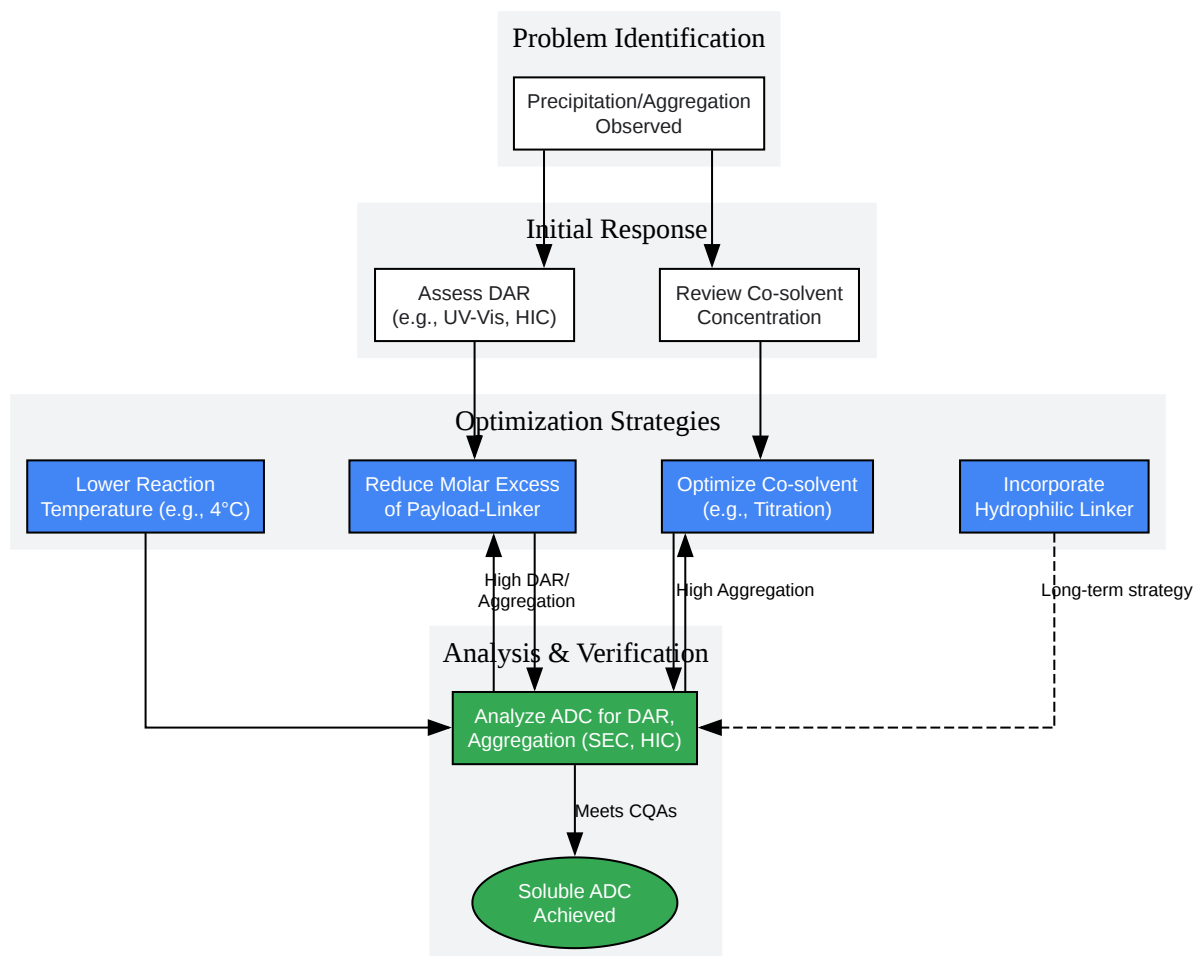 Problem Identification
Precipitation/Aggregation
Observed
Initial Response
Assess DAR
(e.g., UV-Vis, HIC)
Review Co-solvent
Concentration
Optimization Strategies
Lower Reaction
Temperature (e.g., 4°C)
Reduce Molar Excess
of Payload-Linker
Optimize Co-solvent
(e.g., Titration)
Incorporate
Hydrophilic Linker
High DAR/
Aggregation
High Aggregation
Long-term strategy
Analysis & Verification
Analyze ADC for DAR,
Aggregation (SEC, HIC)
Meets CQAs
Soluble ADC
Achieved